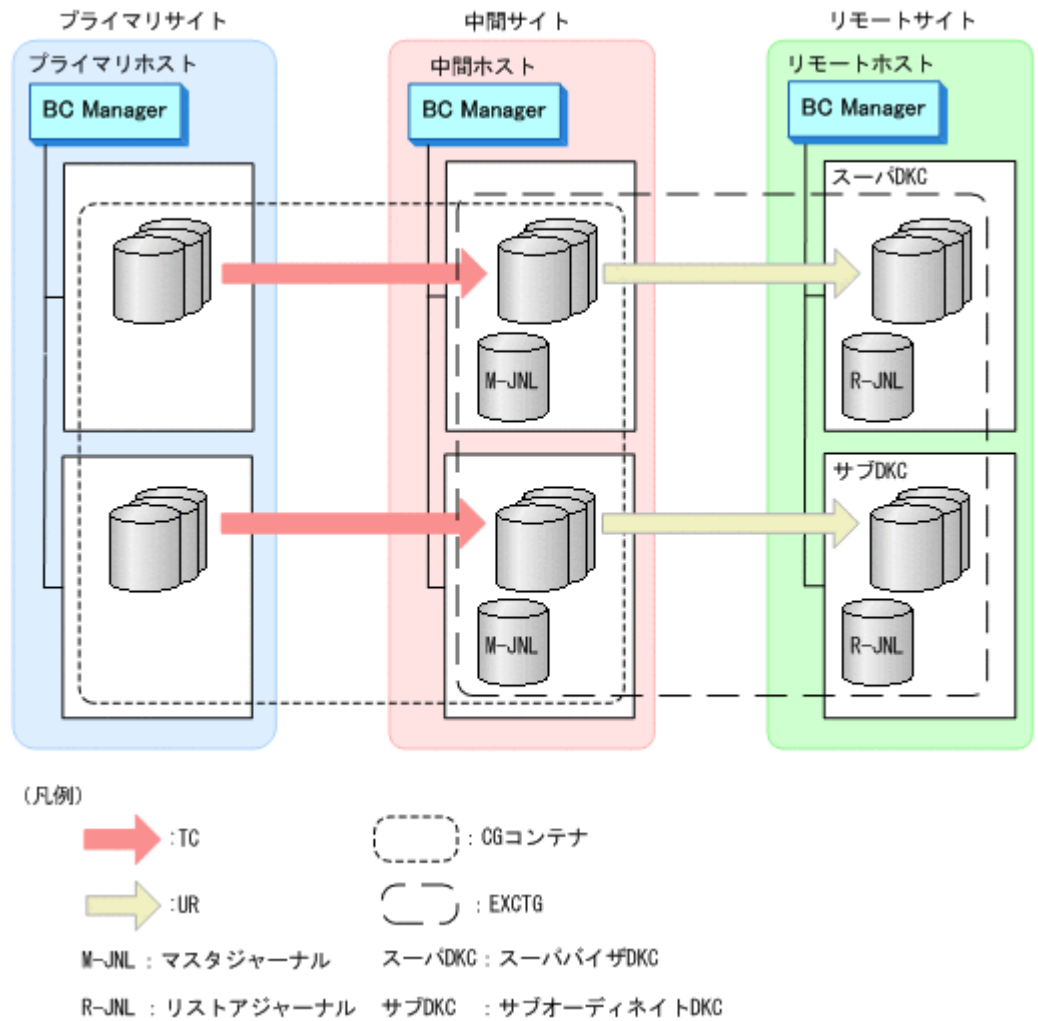 プライマリサイト
中間サイト
リモートサイト
プライマリホスト
中間ホスト
リモートホスト
BC Manager
BC Manager
BC Manager
スーパDKC
M-JNL
R-JNL
サブDKC
M-JNL
R-JNL
(凡例)
:TC
: CGコンテナ
:UR
: EXCTG
M-JNL : マスタジャーナル
スーパDKC : スーパバイザDKC
R-JNL : リストアジャーナル
サブDKC : サブオーディネイトDKC